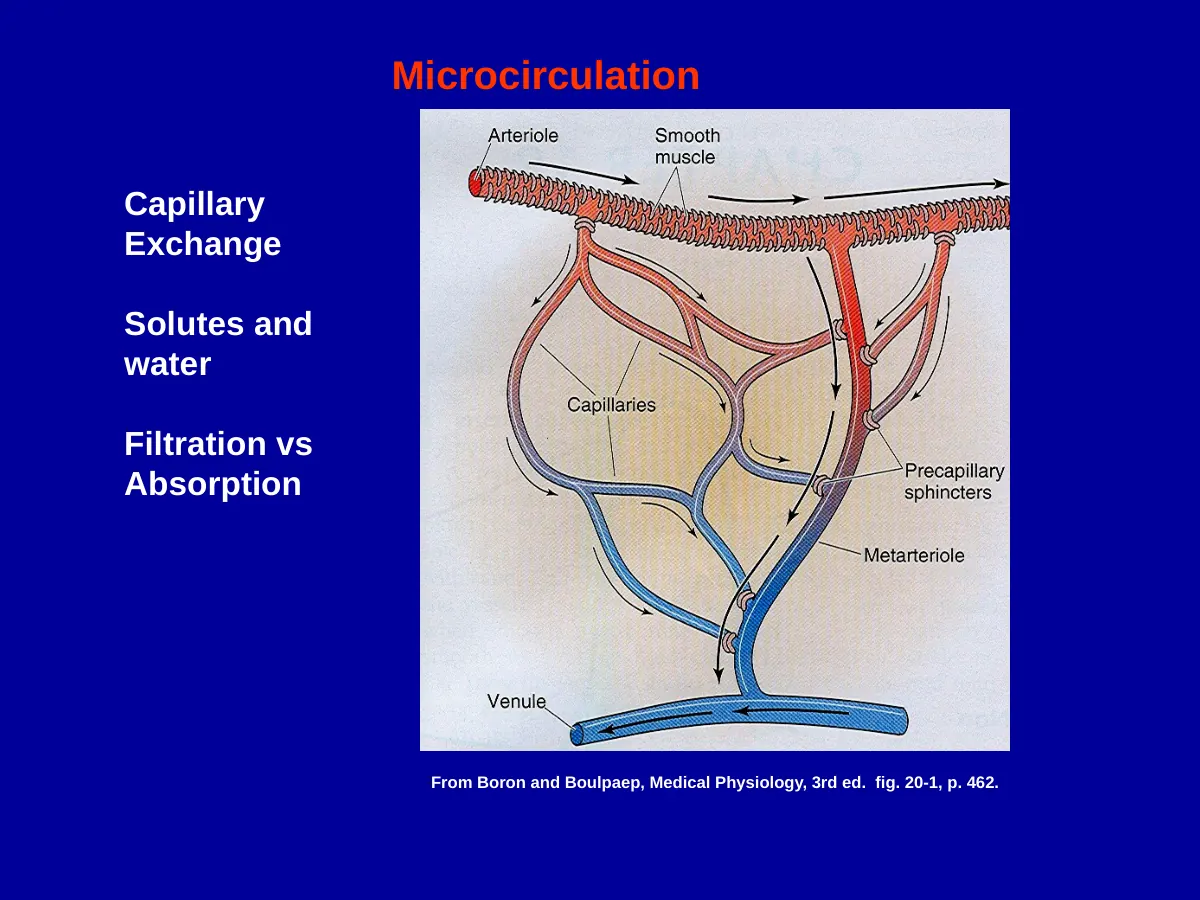 Microcirculation
Capillary
Exchange
Solutes and
water
Filtration vs
Absorption
Arteriole
Smooth
muscle
Capillaries
Precapillary
sphincters
Metarteriole
Venule
From Boron and Boulpaep, Medical Physiology, 3rd ed.  fig. 20-1, p. 462.